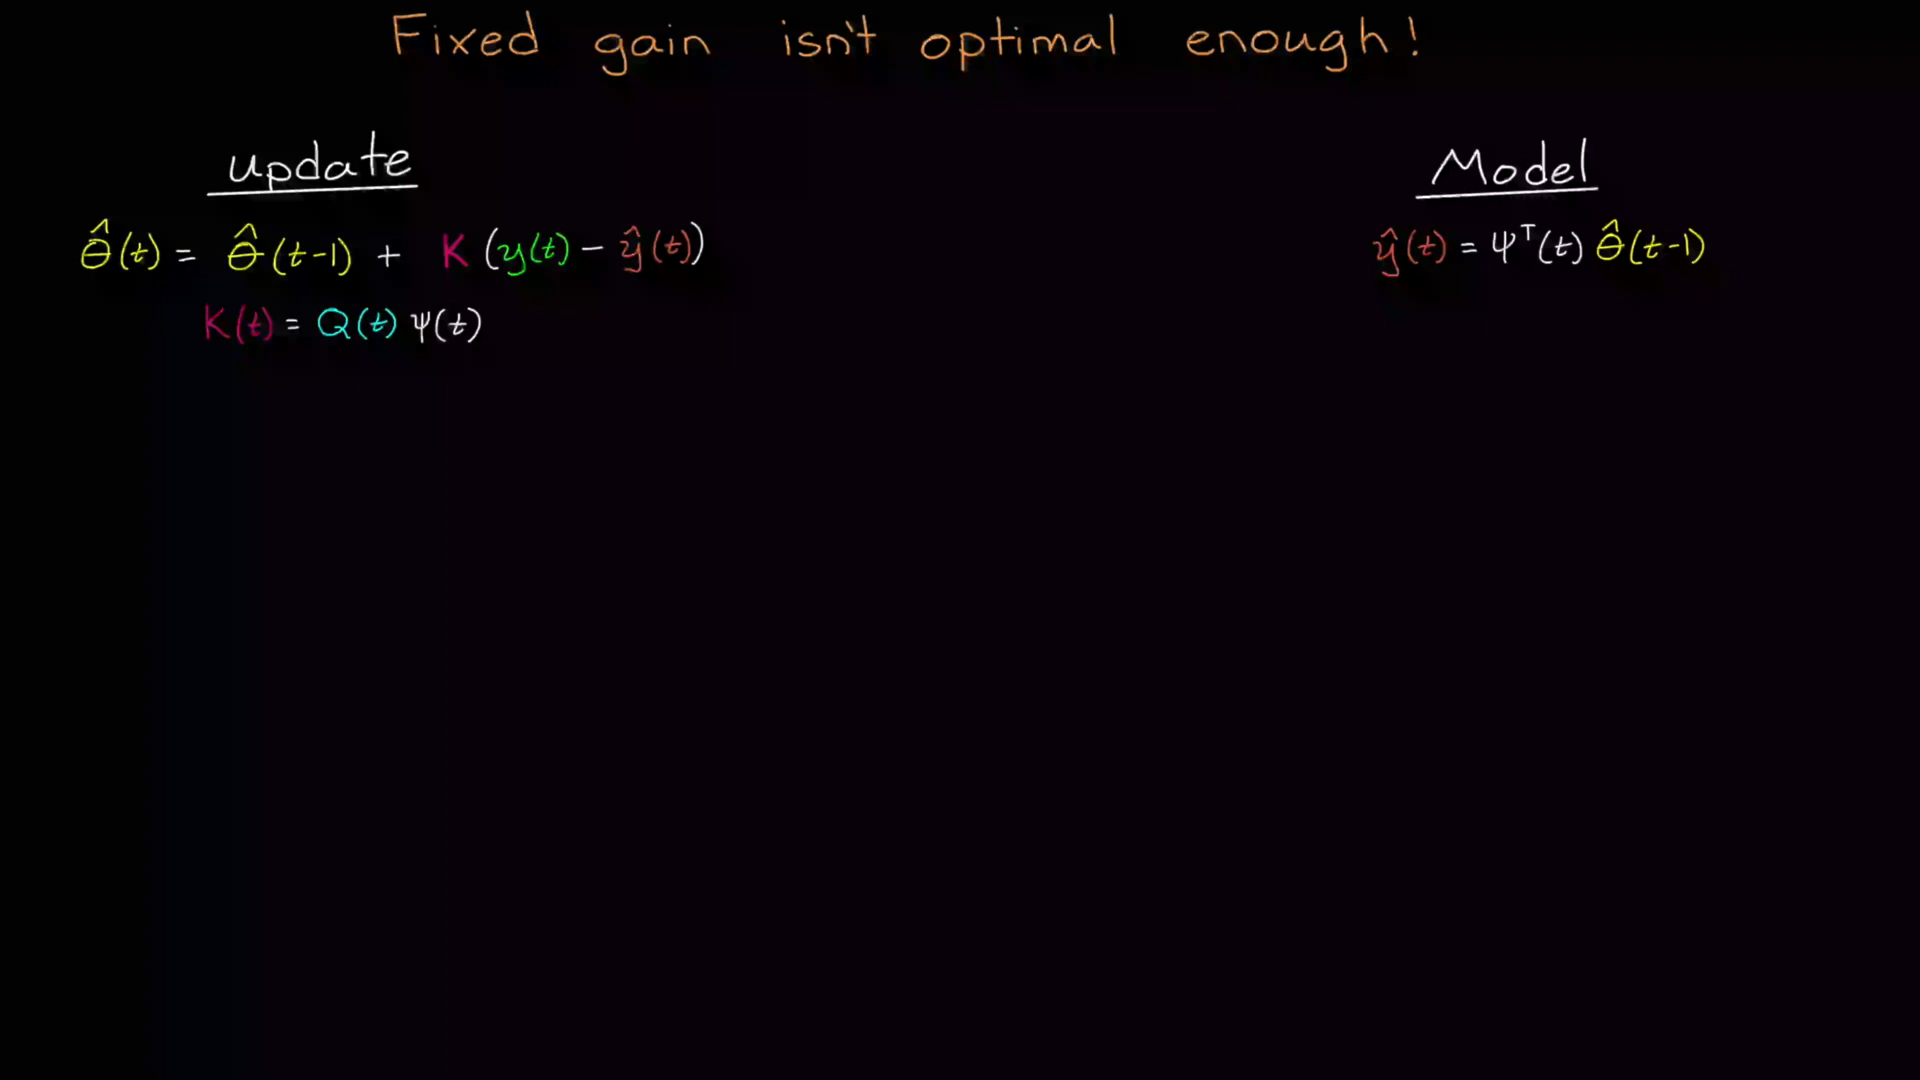 Fixed gain isn't optimal enough!
update
θ̂(t) = θ̂(t-1) + K (y(t) - ŷ(t))
K(t) = Q(t) ψ(t)
Model
ŷ(t) = ψᵀ(t) θ̂(t-1)